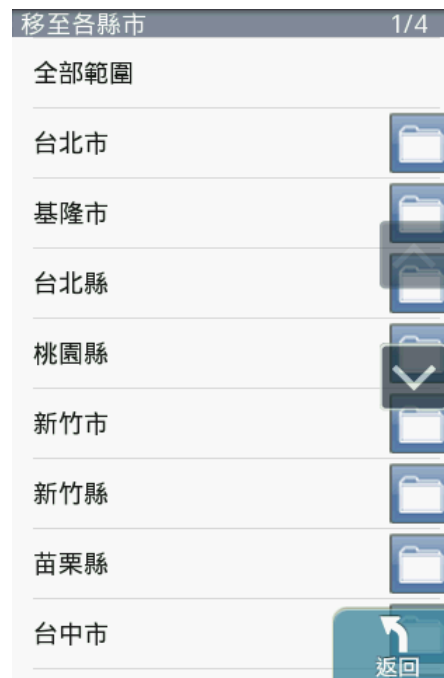 移至各縣市 1/4
全部範圍
台北市
基隆市
台北縣
桃園縣
新竹市
新竹縣
苗栗縣
台中市
返回